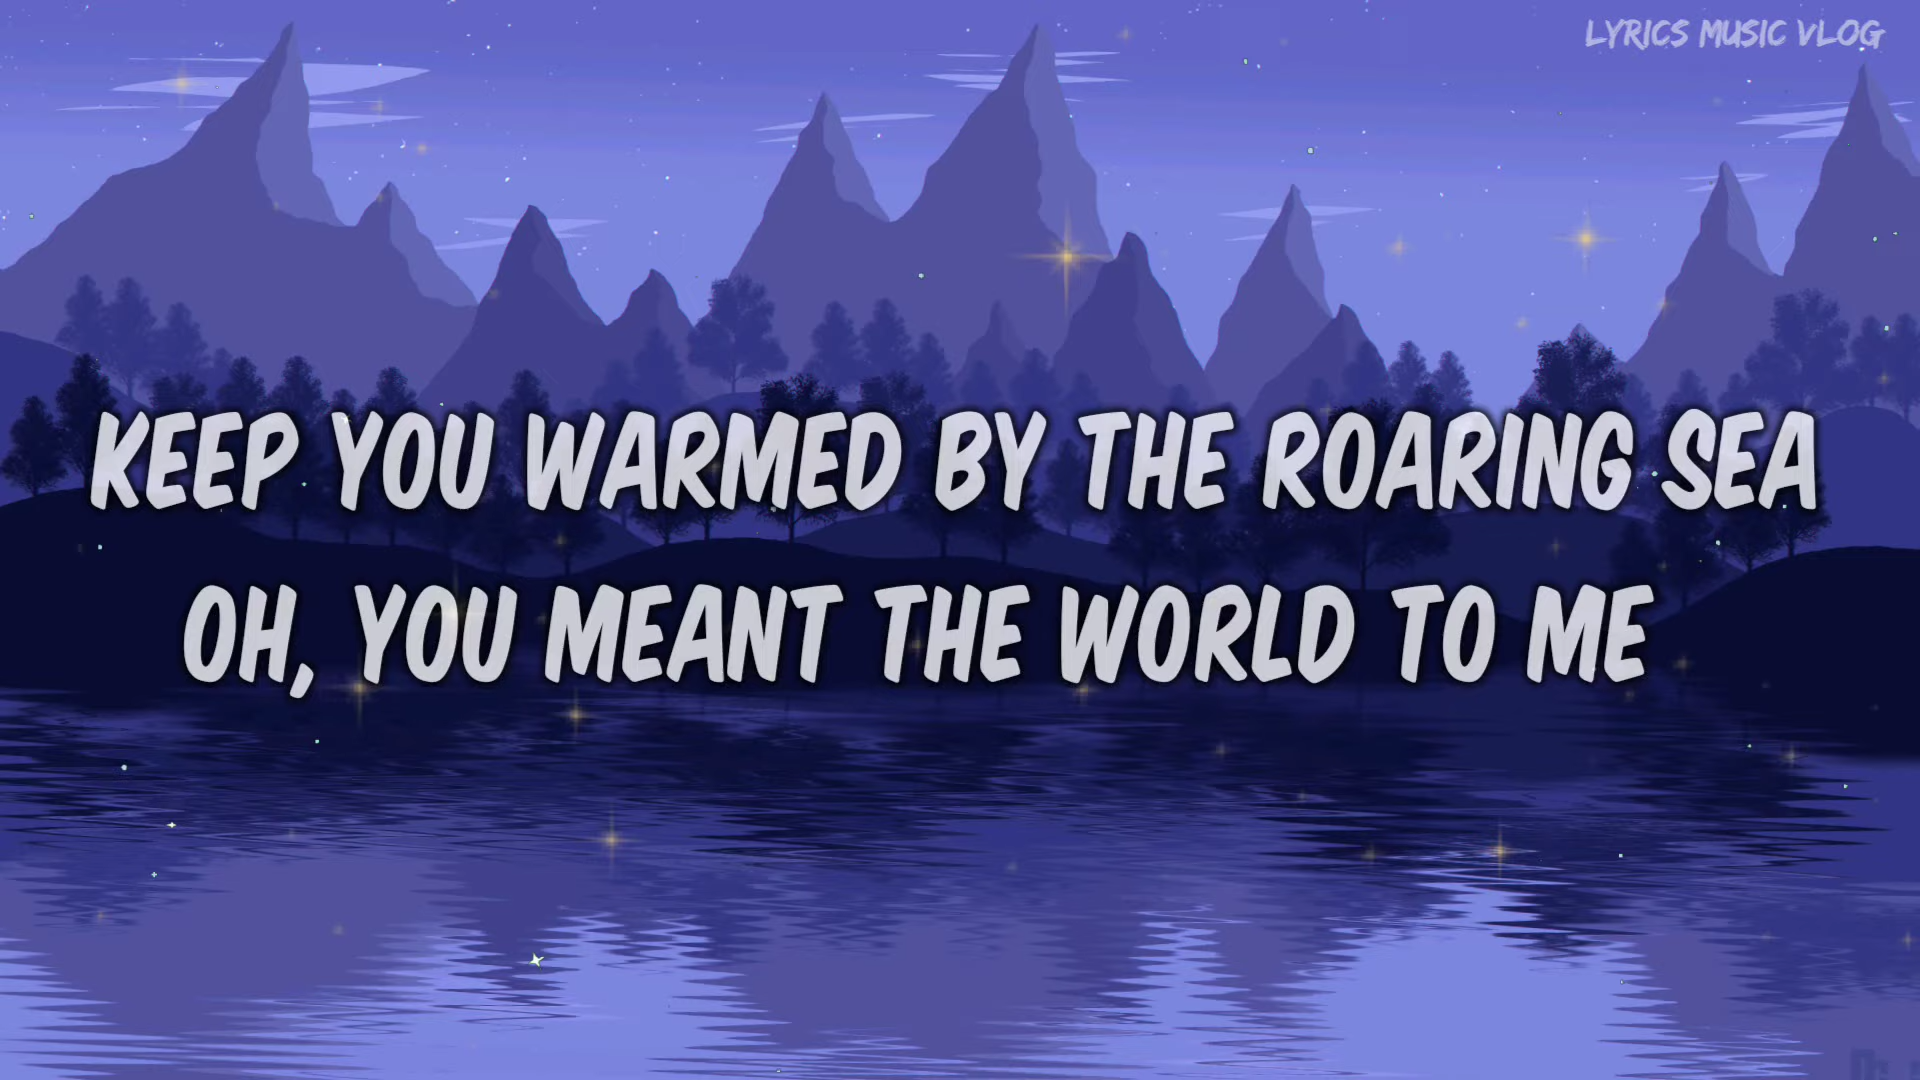 LYRICS MUSIC VLOG
KEEP YOU WARMED BY THE ROARING SEA
OH, YOU MEANT THE WORLD TO ME